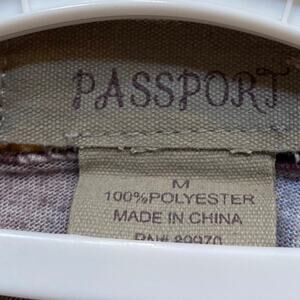 PASSPORT
M
100%POLYESTER
MADE IN CHINA
RN# 89970